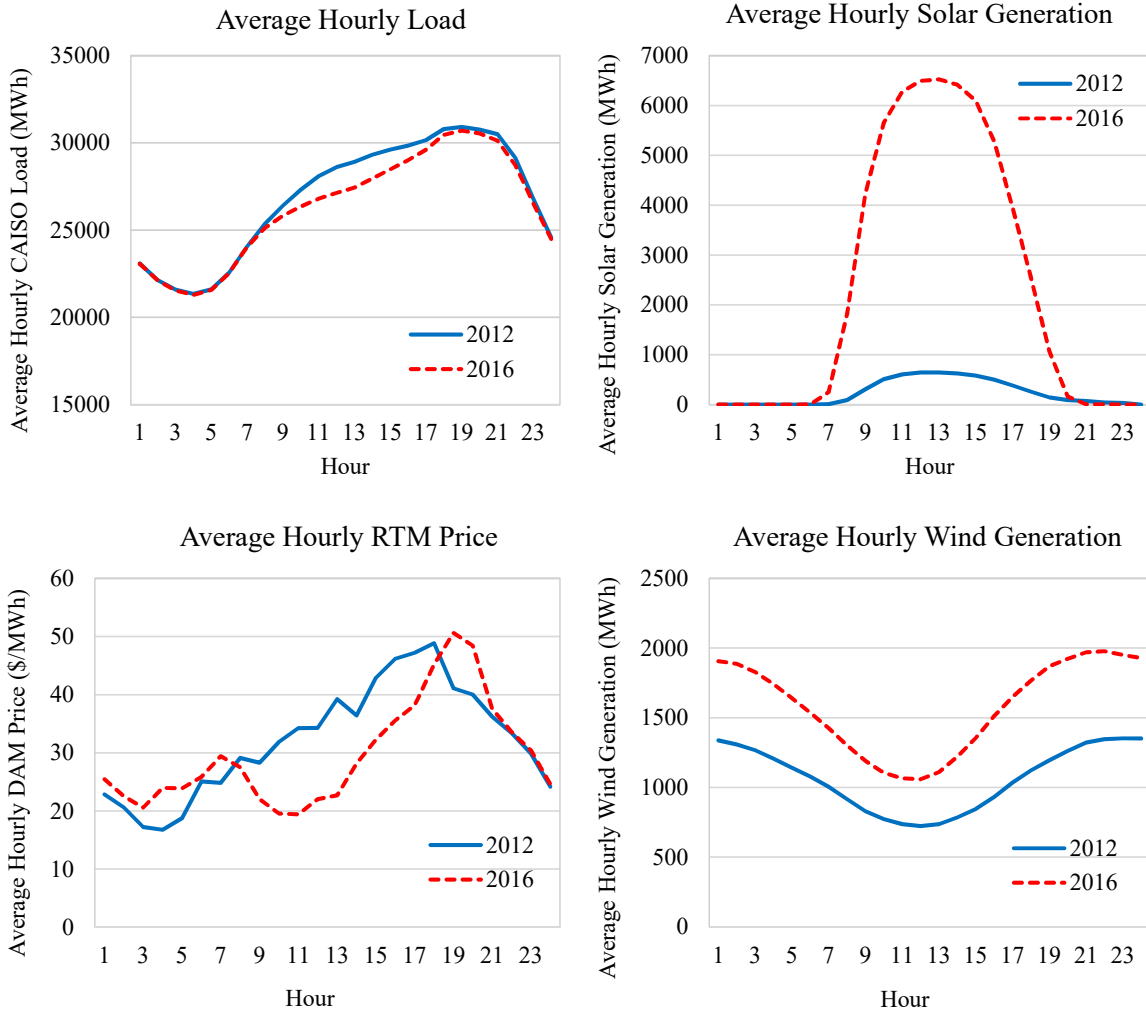 Average Hourly Load
Average Hourly CAISO Load (MWh)
35000
30000
25000
20000
15000
2012
2016
1 3 5 7 9 11 13 15 17 19 21 23
Hour
Average Hourly Solar Generation
Average Hourly Solar Generation (MWh)
7000
6000
5000
4000
3000
2000
1000
0
2012
2016
1 3 5 7 9 11 13 15 17 19 21 23
Hour
Average Hourly RTM Price
Average Hourly DAM Price ($/MWh)
60
50
40
30
20
10
0
2012
2016
1 3 5 7 9 11 13 15 17 19 21 23
Hour
Average Hourly Wind Generation
Average Hourly Wind Generation (MWh)
2500
2000
1500
1000
500
0
2012
2016
1 3 5 7 9 11 13 15 17 19 21 23
Hour